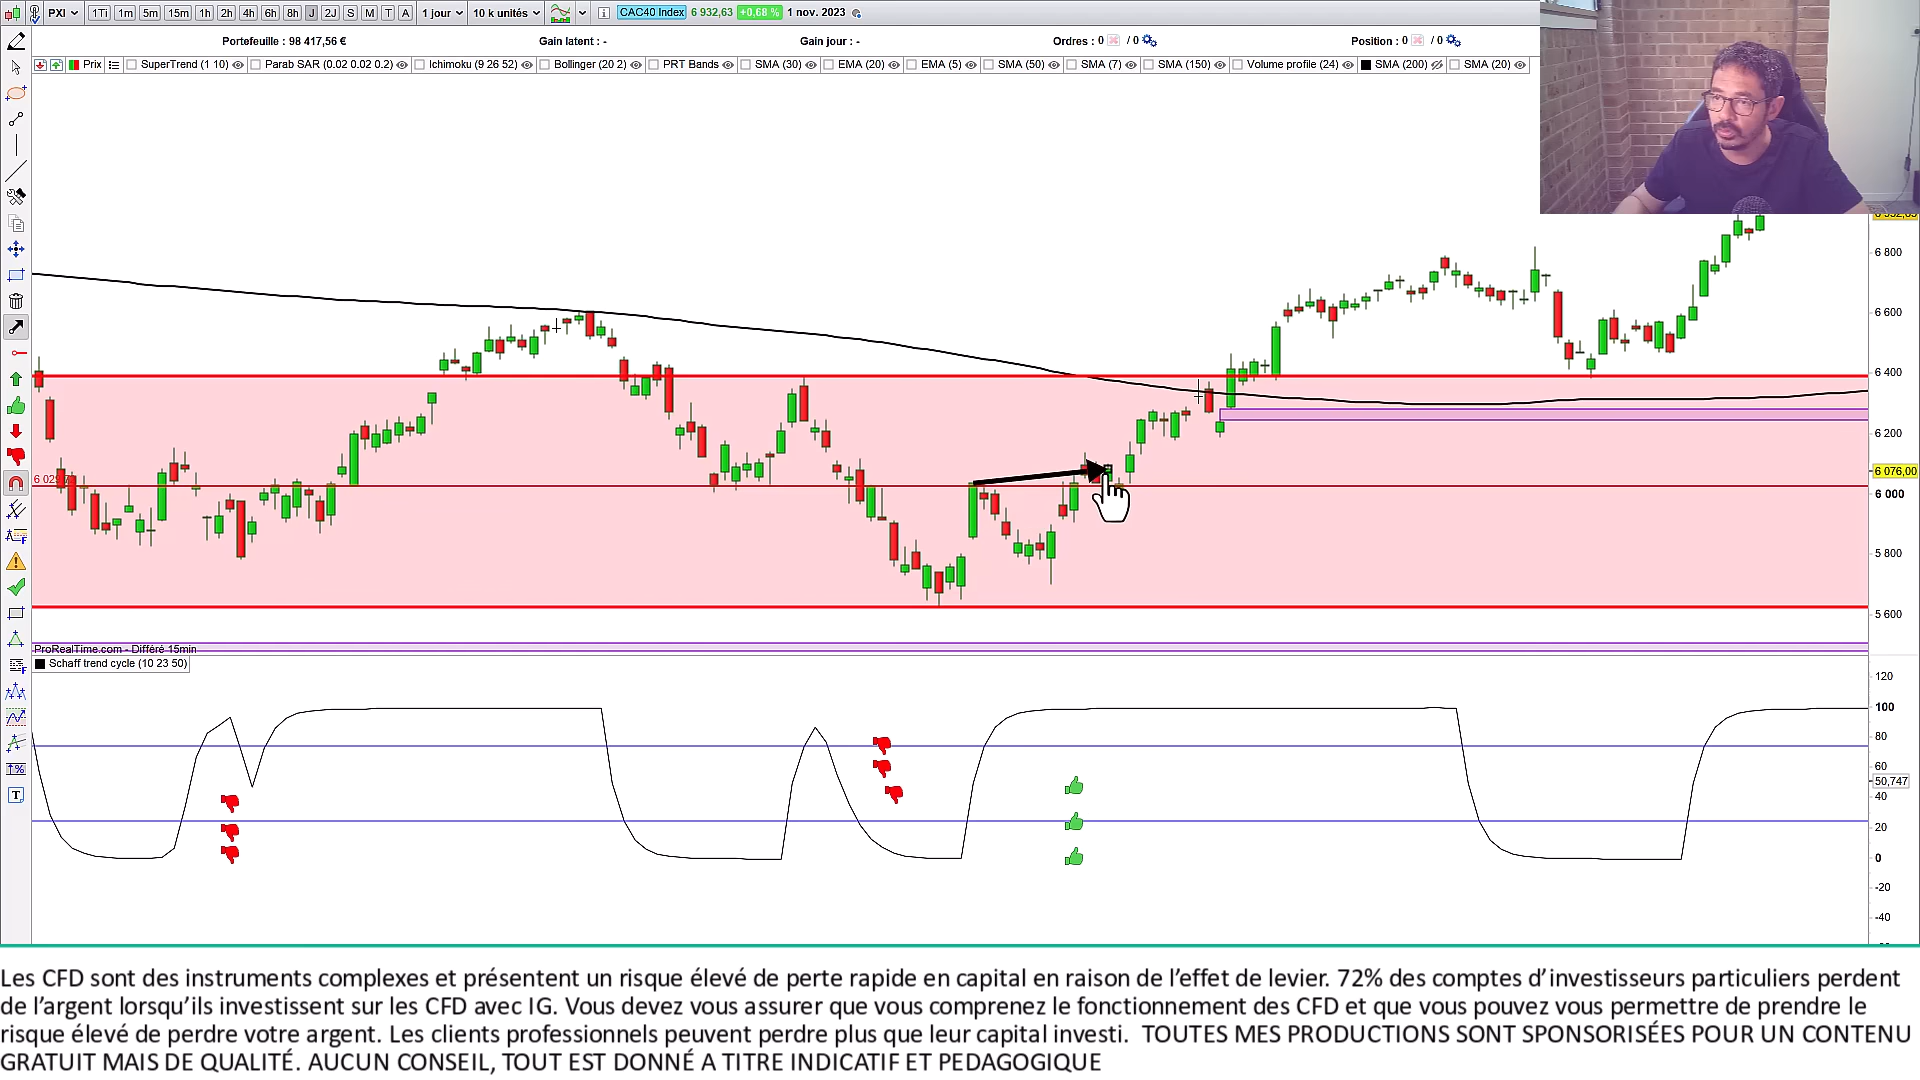 PXI 1Ti 1m 5m 15m 1h 2h 4h 6h 8h J 2J S M T A 1 jour 10 k unités CAC40 Index 6 932,63 +0,68 % 1 nov. 2023
Portefeuille : 98 417,56 € Gain latent : - Gain jour : - Ordres : 0 / 0 Position : 0 / 0
Prix SuperTrend (1 10) Parab SAR (0.02 0.02 0.2) Ichimoku (9 26 52) Bollinger (20 2) PRT Bands SMA (30) EMA (20) EMA (5) SMA (50) SMA (7) SMA (150) Volume profile (24) SMA (200) SMA (20)
6 800
6 600
6 400
6 200
6 076,00
6 000
5 800
5 600
ProRealTime.com - Différé 15min
Schaff trend cycle (10 23 50)
120
100
80
60
50,747
40
20
0
-20
-40
Les CFD sont des instruments complexes et présentent un risque élevé de perte rapide en capital en raison de l’effet de levier. 72% des comptes d’investisseurs particuliers perdent
de l’argent lorsqu’ils investissent sur les CFD avec IG. Vous devez vous assurer que vous comprenez le fonctionnement des CFD et que vous pouvez vous permettre de prendre le
risque élevé de perdre votre argent. Les clients professionnels peuvent perdre plus que leur capital investi. TOUTES MES PRODUCTIONS SONT SPONSORISÉES POUR UN CONTENU
GRATUIT MAIS DE QUALITÉ. AUCUN CONSEIL, TOUT EST DONNÉ A TITRE INDICATIF ET PEDAGOGIQUE